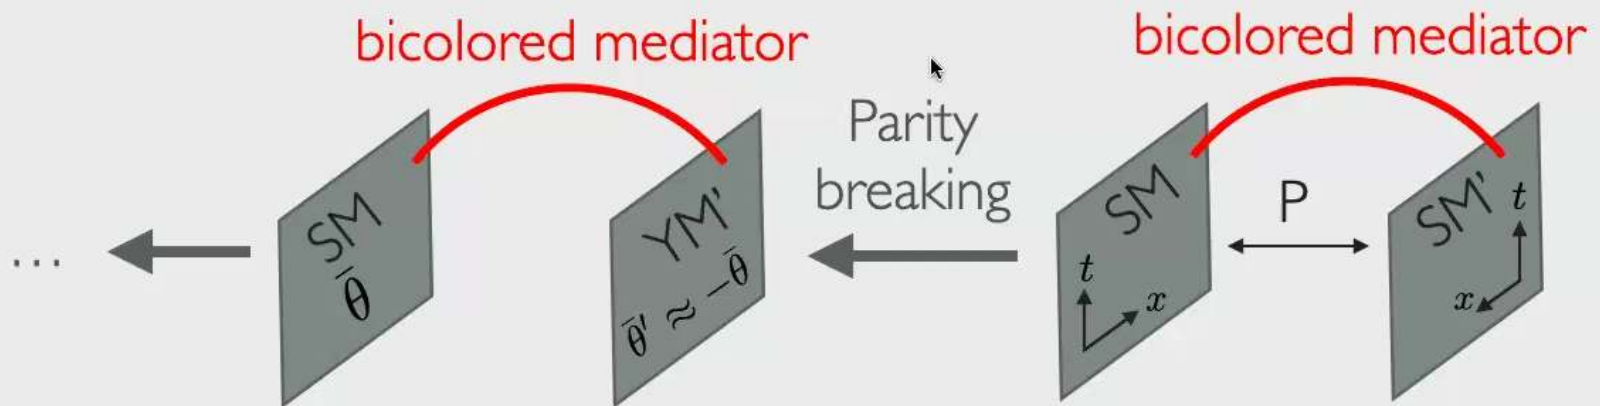 bicolored mediator
bicolored mediator
Parity
breaking
SM
θ̄
YM'
θ̄' ≈ −θ̄
SM
t
x
P
SM'
t
x
...